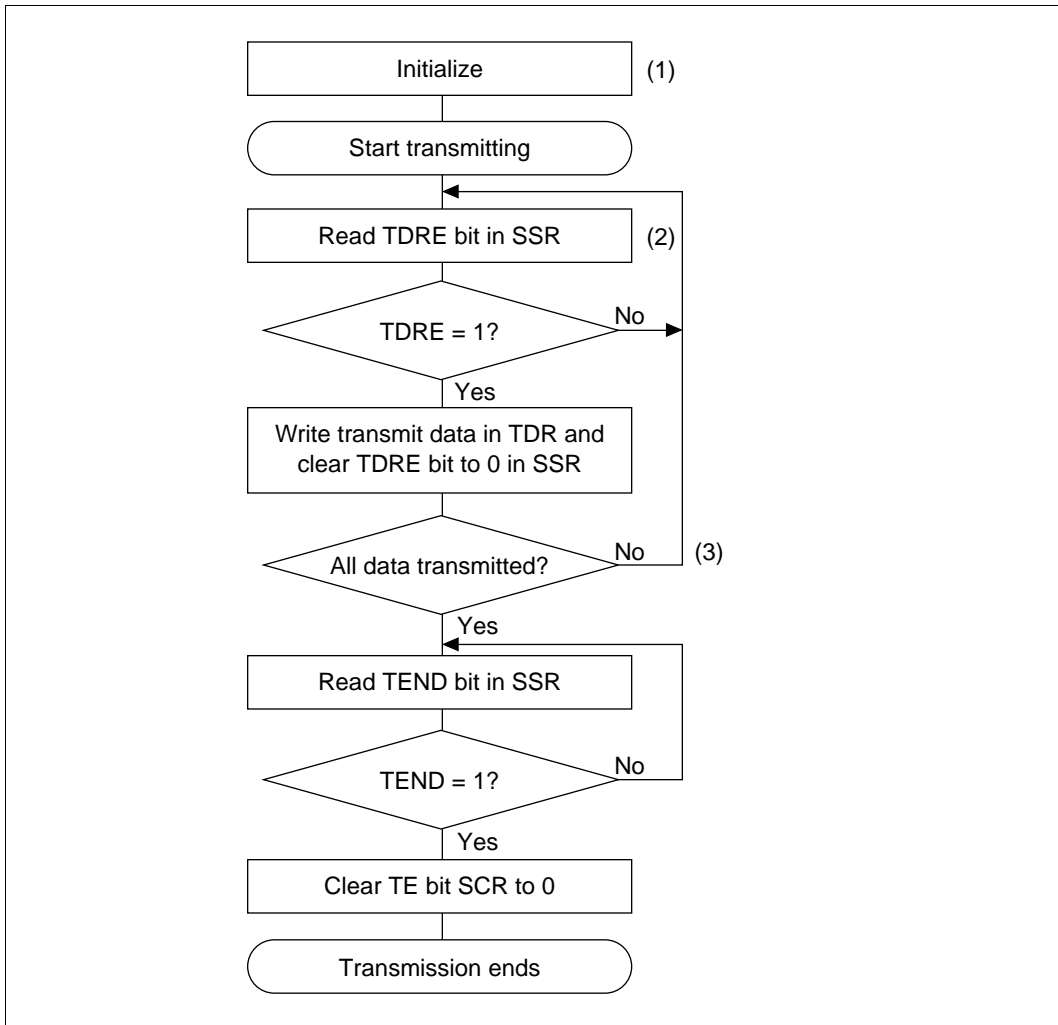 Initialize
(1)
Start transmitting
Read TDRE bit in SSR
(2)
TDRE = 1?
No
Yes
Write transmit data in TDR and
clear TDRE bit to 0 in SSR
All data transmitted?
No
(3)
Yes
Read TEND bit in SSR
TEND = 1?
No
Yes
Clear TE bit SCR to 0
Transmission ends